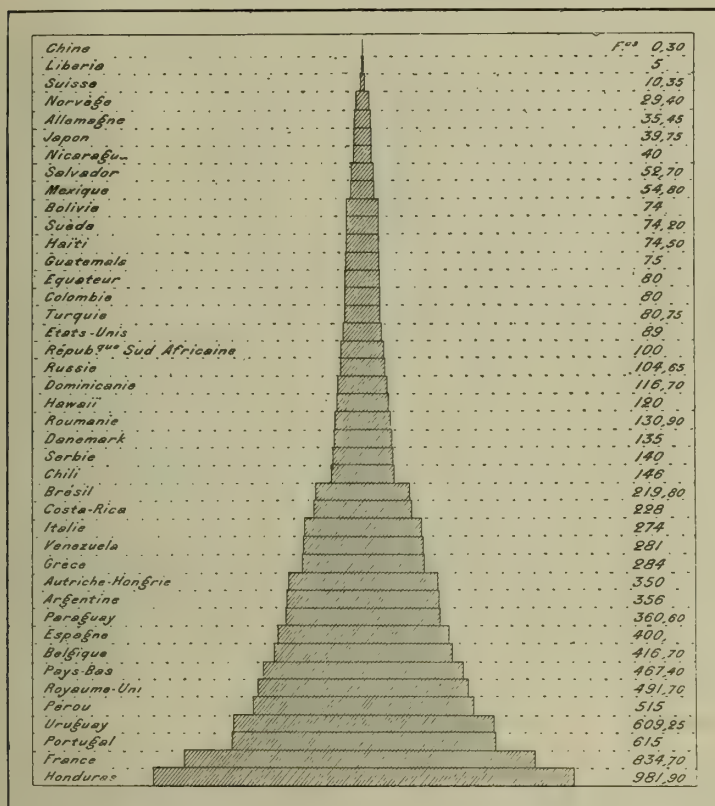 Chine F.cs 0,30
Liberia 5
Suisse 10,35
Norvège 29,40
Allemagne 35,45
Japon 39,75
Nicaragu 40
Salvador 52,70
Mexique 54,80
Bolivie 74
Suède 74,20
Haïti 74,50
Guatemala 75
Equateur 80
Colombie 80
Turquie 80,75
Etats-Unis 89
Répub.que Sud Africaine 100
Russie 104,65
Dominicanie 116,70
Hawaiï 120
Roumanie 130,90
Danemark 135
Serbie 140
Chili 146
Brésil 219,80
Costa-Rica 228
Italie 274
Venezuela 281
Grèce 284
Autriche-Hongrie 350
Argentine 356
Paraguay 360,60
Espagne 400,
Belgique 416,70
Pays-Bas 467,40
Royaume-Uni 491,70
Pérou 515
Uruguay 609,25
Portugal 615
France 834,70
Honduras 981,90